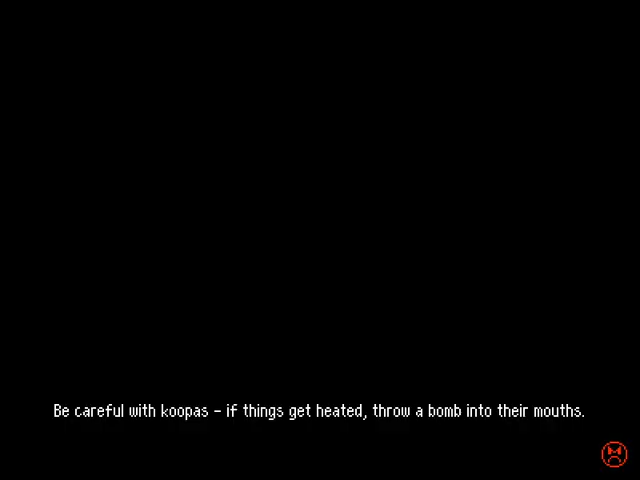 Be careful with koopas - if things get heated, throw a bomb into their mouths.